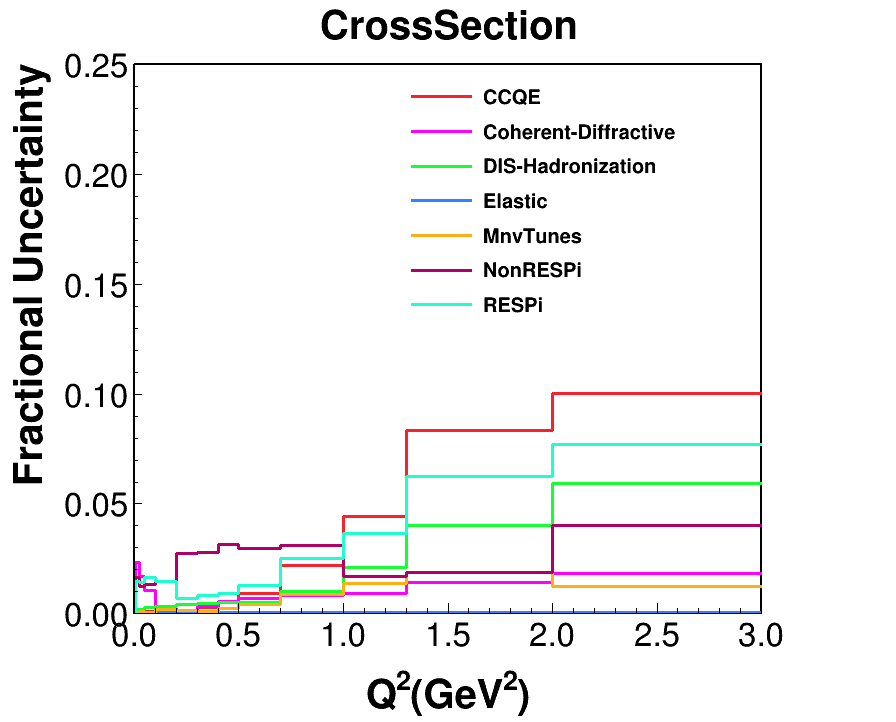 CrossSection
Fractional Uncertainty
0.25
0.20
0.15
0.10
0.05
0.00
CCQE
Coherent-Diffractive
DIS-Hadronization
Elastic
MnvTunes
NonRESPi
RESPi
0.0 0.5 1.0 1.5 2.0 2.5 3.0
Q²(GeV²)